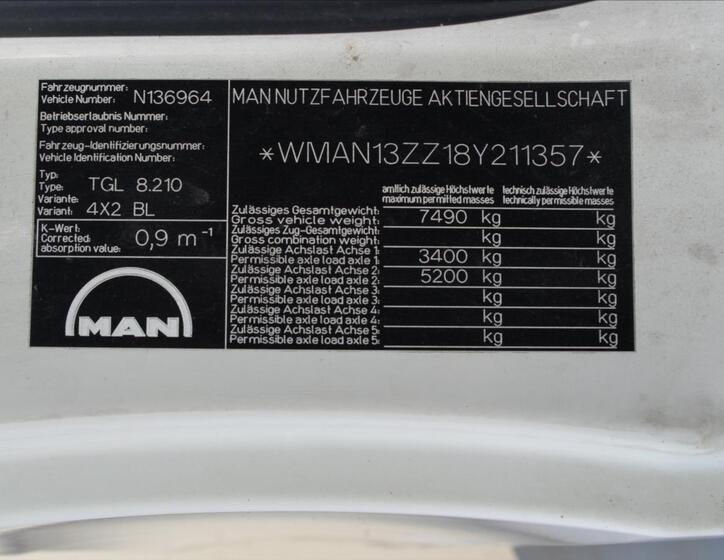 Fahrzeugnummer:
Vehicle Number: N136964
Betriebserlaubnis Nummer:
Type approval number:
Fahrzeug-Identifizierungsnummer:
Vehicle Identification Number:
Typ:
Type: TGL 8.210
Variante:
Variant: 4X2 BL
K-Wert:
Corrected absorption value: 0,9 m⁻¹
MAN
MAN NUTZFAHRZEUGE AKTIENGESELLSCHAFT
*WMAN13ZZ18Y211357*
amtlich zulässige Höchstwerte technisch zulässige Höchstwerte
maximum permitted masses technically permissible masses
Zulässiges Gesamtgewicht:
Gross vehicle weight: 7490 kg kg
Zulässiges Zug-Gesamtgewicht:
Gross combination weight: kg kg
Zulässige Achslast Achse 1:
Permissible axle load axle 1: 3400 kg kg
Zulässige Achslast Achse 2:
Permissible axle load axle 2: 5200 kg kg
Zulässige Achslast Achse 3:
Permissible axle load axle 3: kg kg
Zulässige Achslast Achse 4:
Permissible axle load axle 4: kg kg
Zulässige Achslast Achse 5:
Permissible axle load axle 5: kg kg